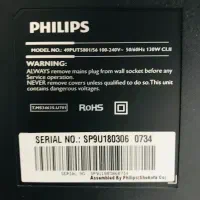 PHILIPS
MODEL NO.: 49PUT5801/56 100-240V~ 50/60Hz 130W CLII
WARNING:
ALWAYS remove mains plug from wall socket before any
Service operation!
NEVER remove covers unless qualified to do so.This unit
contains dangerous voltages.
RoHS
SERIAL NO.: SP9U180306 0734
Assembled By Philips